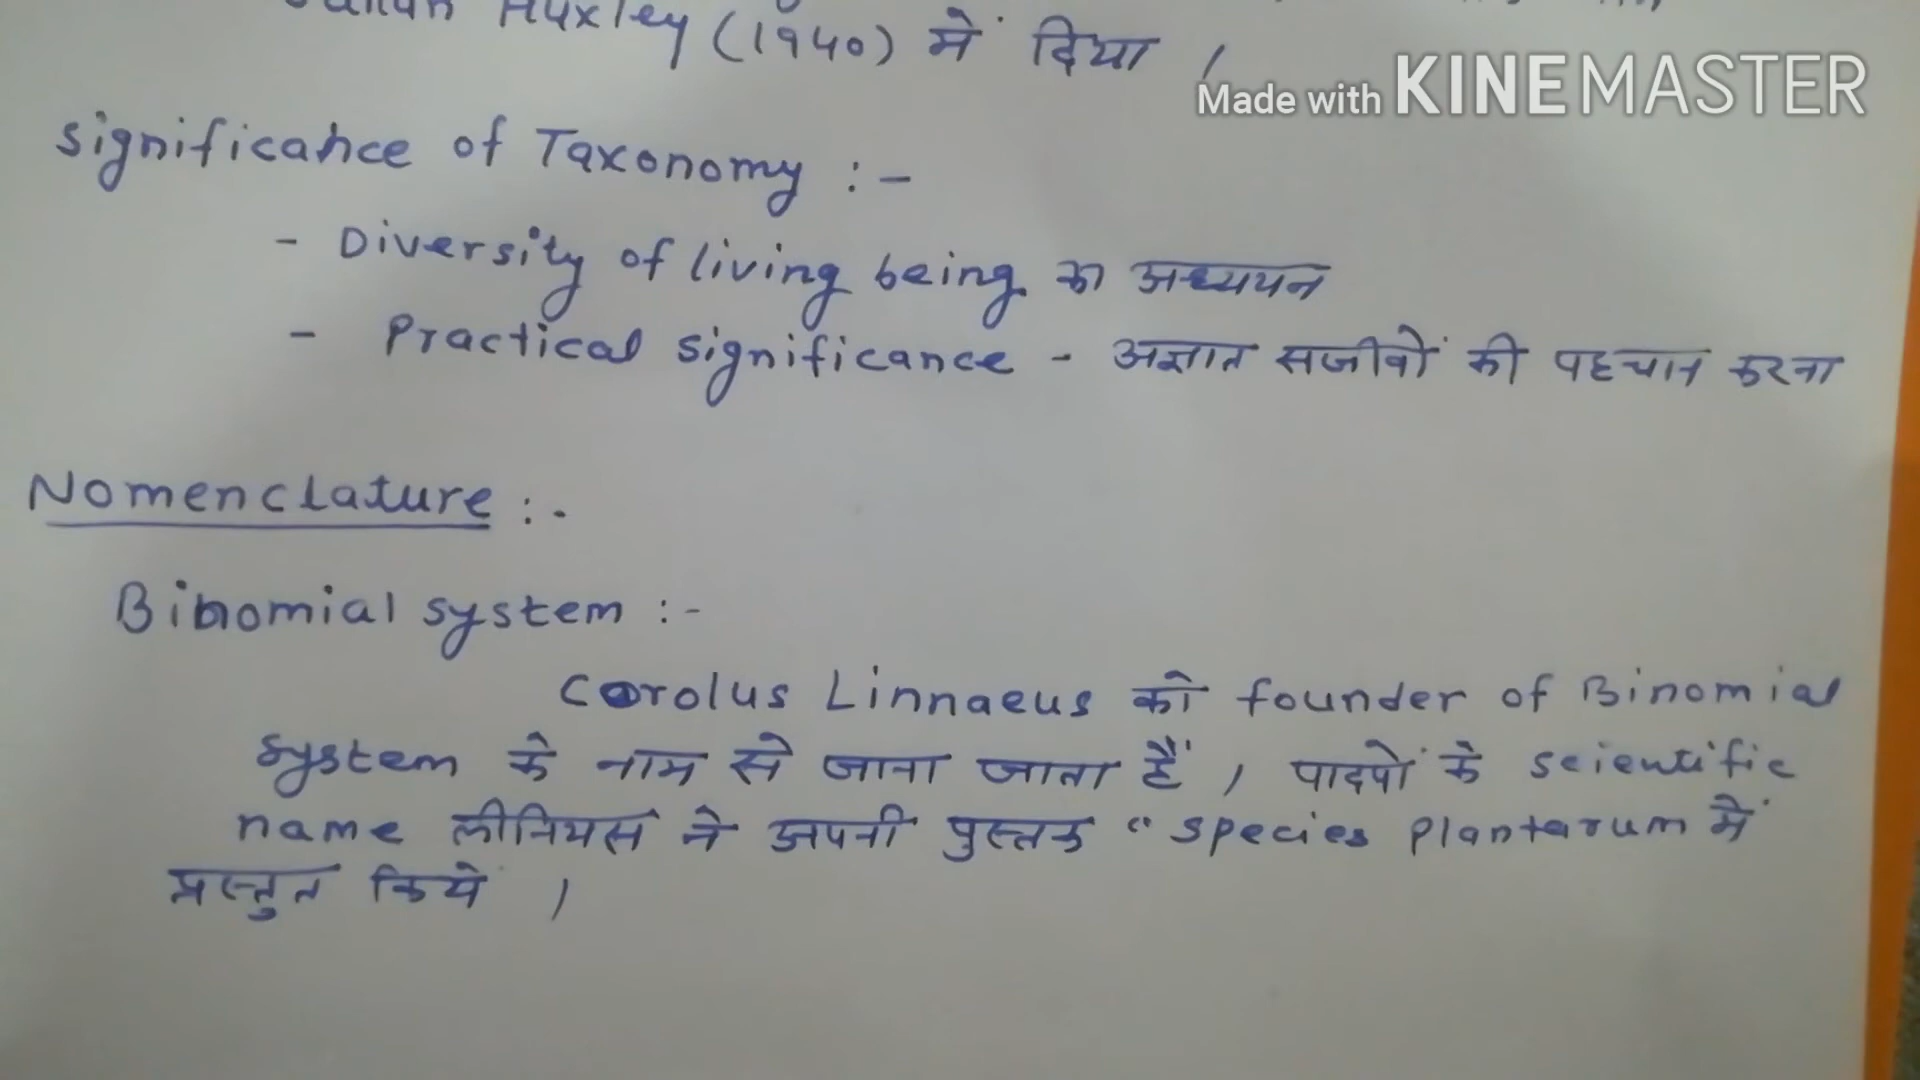 Huxley (1940) में दिया ।
Made with KINEMASTER
Significance of Taxonomy :-
- Diversity of living being का अध्ययन
- Practical significance - अज्ञात सजीवों की पहचान करना
Nomenclature :-
Binomial system :-
Carolus Linnaeus को founder of Binomial
System के नाम से जाना जाता हैं , पादपों के scientific
name लीनियस ने अपनी पुस्तक “ Species Plantarum में
प्रस्तुत किये ।